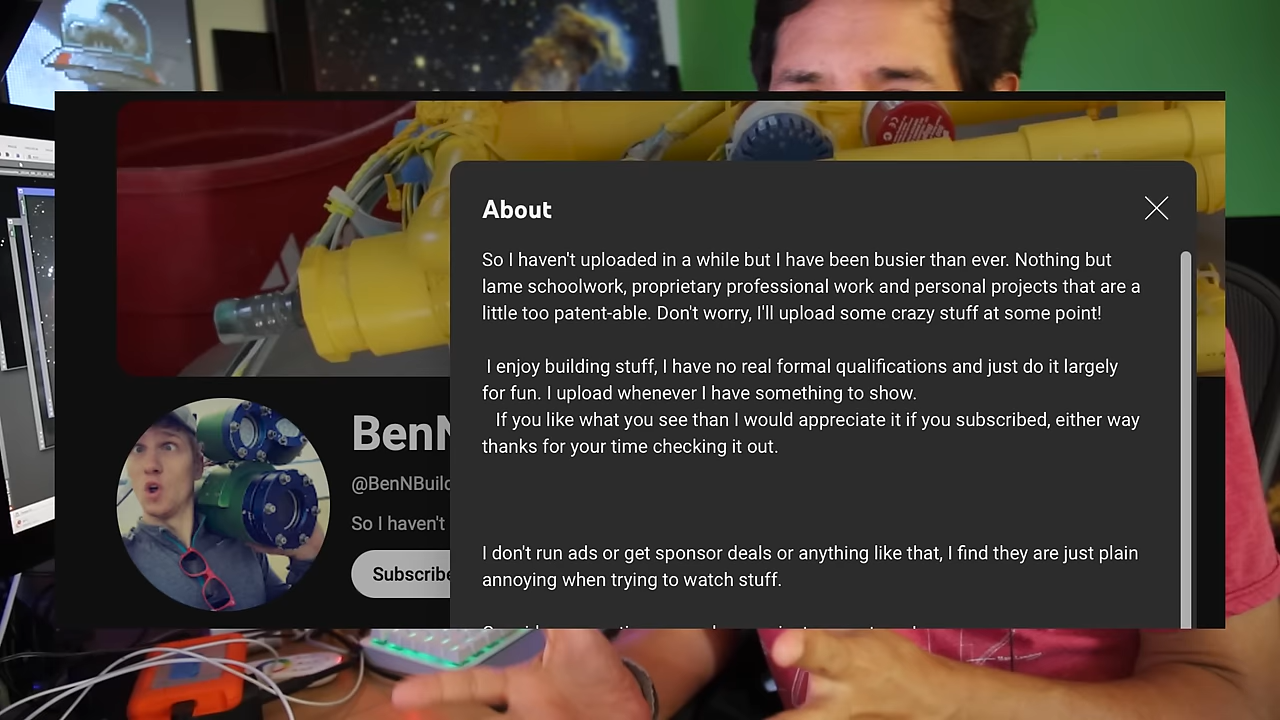 About
So I haven't uploaded in a while but I have been busier than ever. Nothing but
lame schoolwork, proprietary professional work and personal projects that are a
little too patent-able. Don't worry, I'll upload some crazy stuff at some point!
I enjoy building stuff, I have no real formal qualifications and just do it largely
for fun. I upload whenever I have something to show.
If you like what you see than I would appreciate it if you subscribed, either way
thanks for your time checking it out.
I don't run ads or get sponsor deals or anything like that, I find they are just plain
annoying when trying to watch stuff.
BenN
@BenNBuild
So I haven't
Subscribe